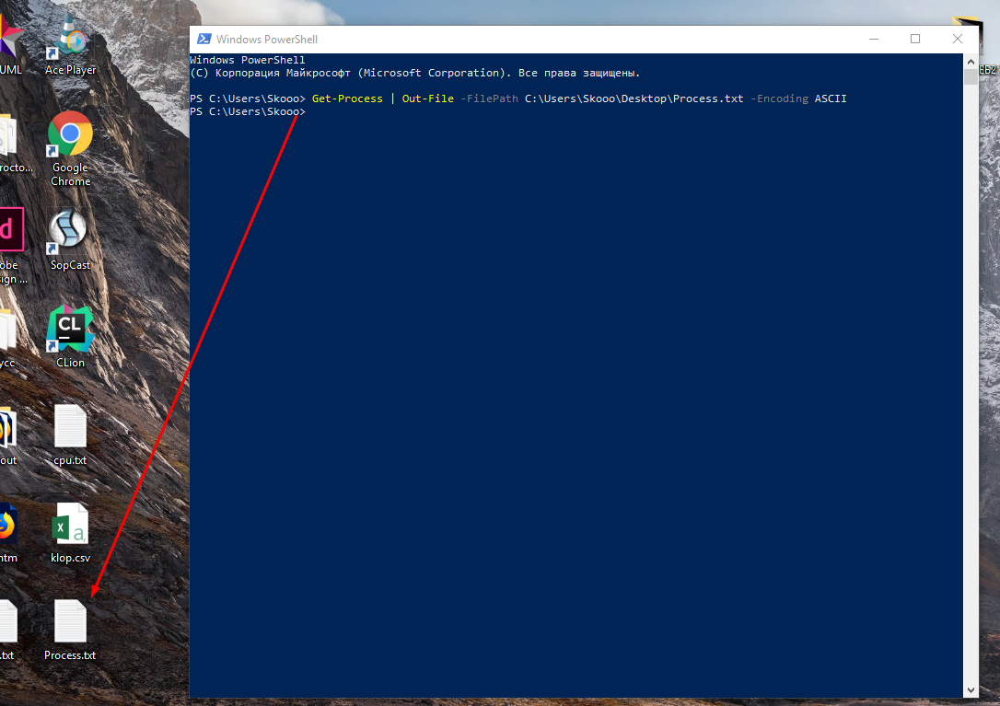 Windows PowerShell
Windows PowerShell
(C) Корпорация Майкрософт (Microsoft Corporation). Все права защищены.
PS C:\Users\Skooo> Get-Process | Out-File -FilePath C:\Users\Skooo\Desktop\Process.txt -Encoding ASCII
PS C:\Users\Skooo>
UML
Ace Player
rocto...
Google
Chrome
d
obe
ign ...
SopCast
CL
CLion
ycc
out
cpu.txt
X a,
htm
klop.csv
.txt
Process.txt